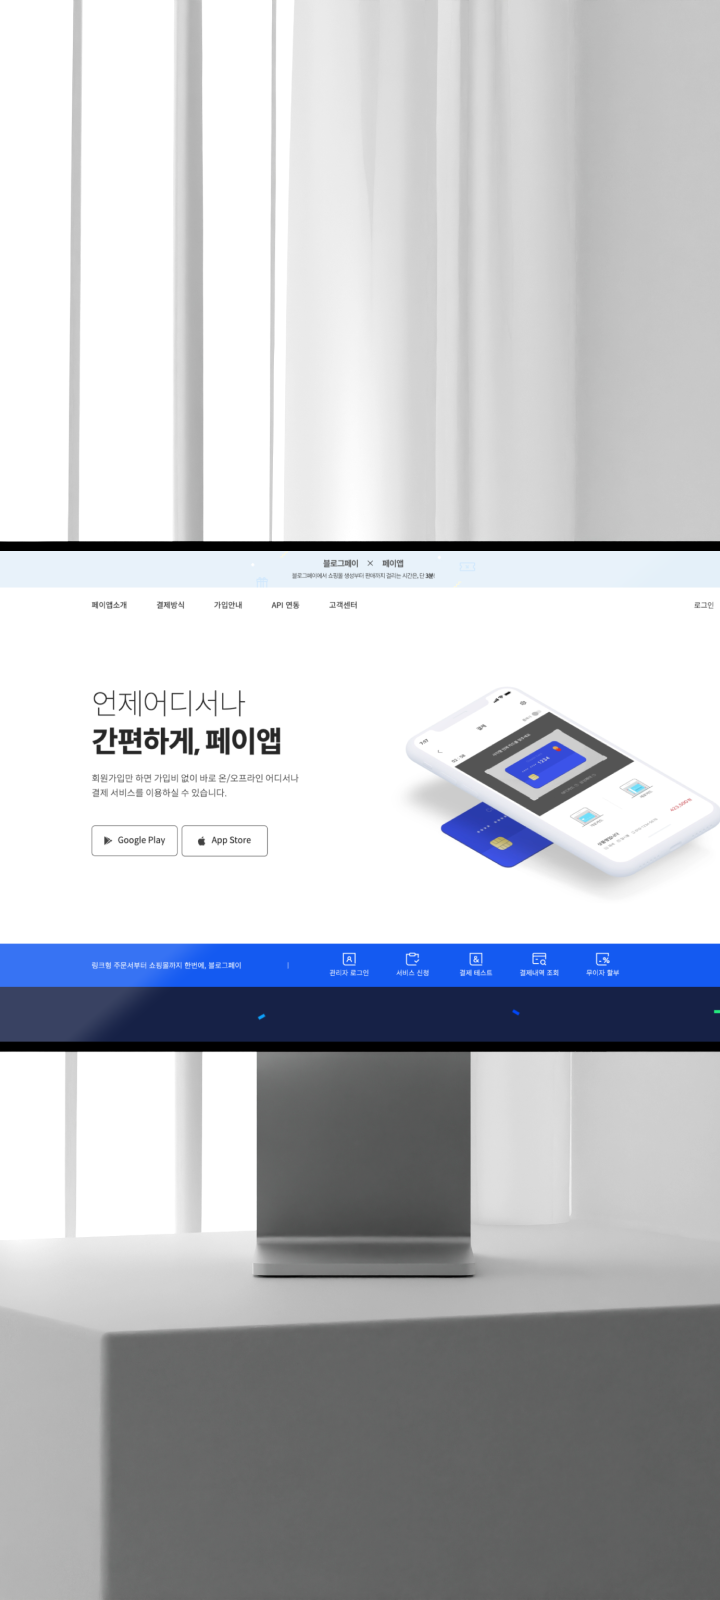 블로그페이 × 페이앱
블로그페이에서 쇼핑몰 생성부터 판매까지 걸리는 시간은, 단 3분!
페이앱소개 결제방식 가입안내 API 연동 고객센터 로그인
언제어디서나
간편하게, 페이앱
회원가입만 하면 가입비 없이 바로 온/오프라인 어디서나
결제 서비스를 이용하실 수 있습니다.
Google Play App Store
7:07
결제
1234
링크형 주문서부터 쇼핑몰까지 한번에, 블로그페이 | 관리자 로그인 서비스 신청 결제 테스트 결제내역 조회 무이자 할부